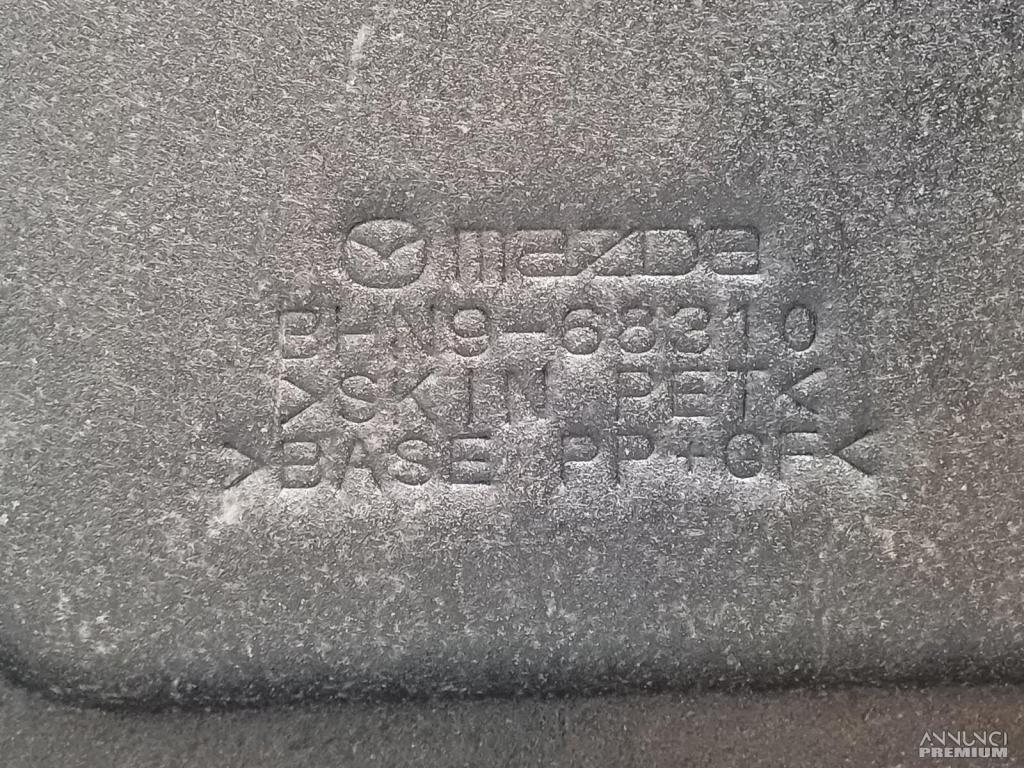 mazda
BHN9-68310
>SKIN PET<
>BASE PP+GF<
ANNUNCI
PREMIUM